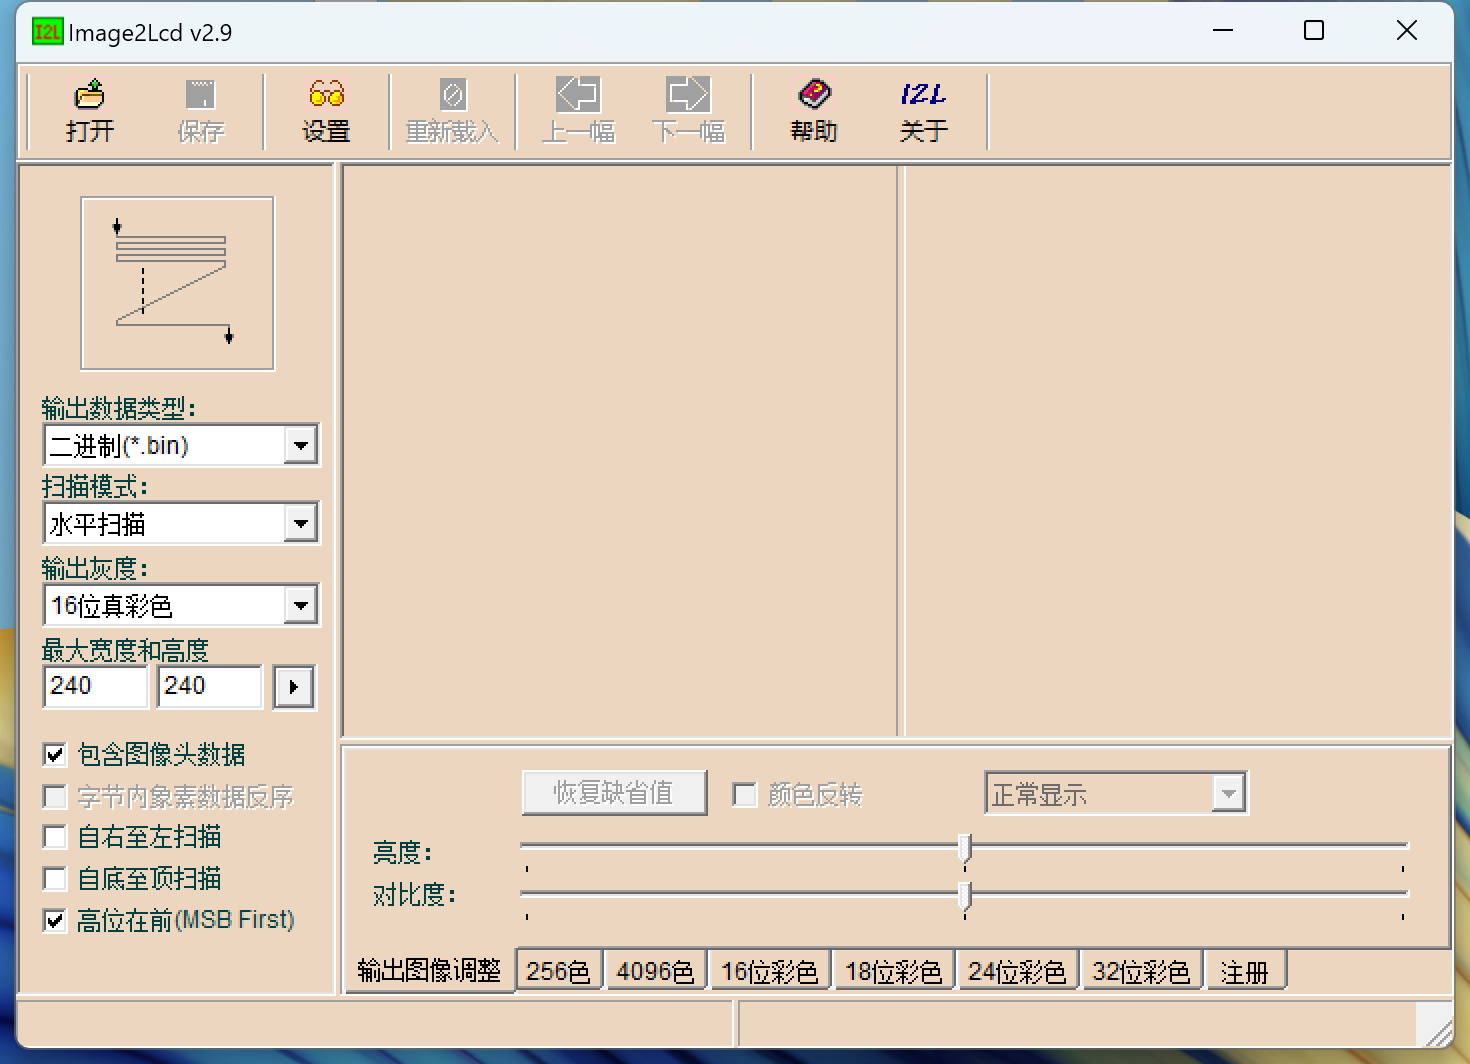 I2L Image2Lcd v2.9
打开 保存 设置 重新载入 上一幅 下一幅 帮助 I2L 关于
输出数据类型:
二进制(*.bin)
扫描模式:
水平扫描
输出灰度:
16位真彩色
最大宽度和高度
240 240
包含图像头数据
字节内象素数据反序
自右至左扫描
自底至顶扫描
高位在前(MSB First)
恢复缺省值 颜色反转 正常显示
亮度:
对比度:
输出图像调整 256色 4096色 16位彩色 18位彩色 24位彩色 32位彩色 注册